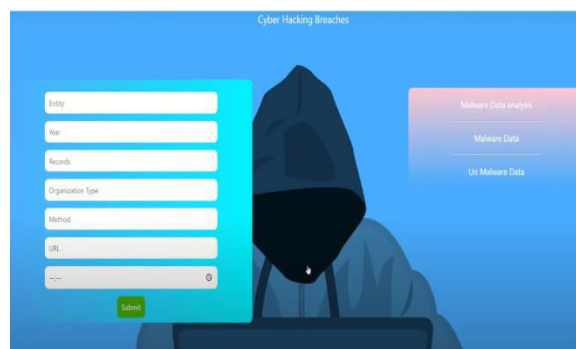 Cyber Hacking Breaches
Entity
Year
Records
Organization Type
Method
URL
--:--
Submit
Malware Data analysis
Malware Data
Un Malware Data